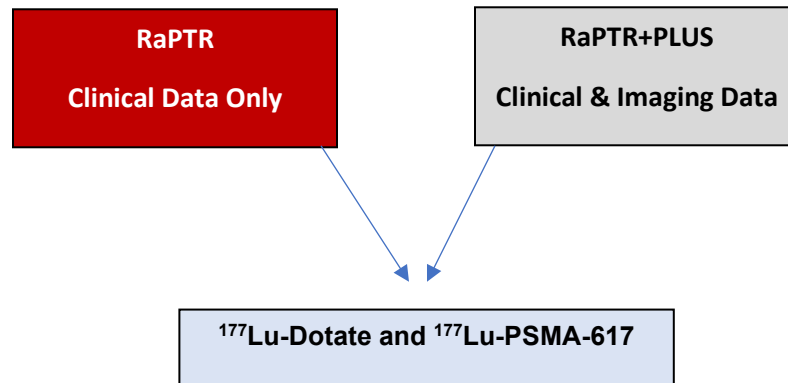 RaPTR
Clinical Data Only
RaPTR+PLUS
Clinical & Imaging Data
¹⁷⁷Lu-Dotate and ¹⁷⁷Lu-PSMA-617